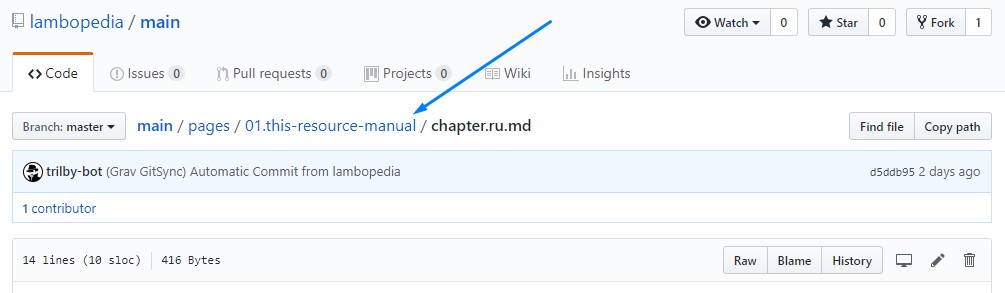 lambopedia / main
Watch 0 Star 0 Fork 1
Code Issues 0 Pull requests 0 Projects 0 Wiki Insights
Branch: master main / pages / 01.this-resource-manual / chapter.ru.md Find file Copy path
trilby-bot (Grav GitSync) Automatic Commit from lambopedia d5ddb95 2 days ago
1 contributor
14 lines (10 sloc) 416 Bytes Raw Blame History